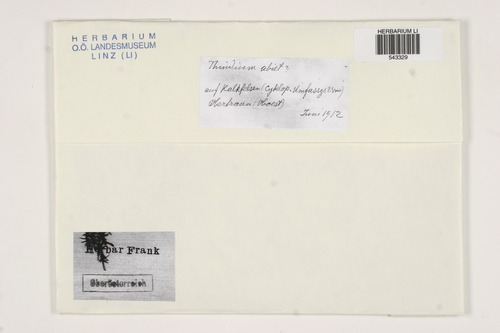 HERBARIUM
O.Ö. LANDESMUSEUM
LINZ (LI)
HERBARIUM LI
543329
Thuidium abiet.
auf Kalkfelsen
Juni 1912
Herbar Frank
Oberösterreich